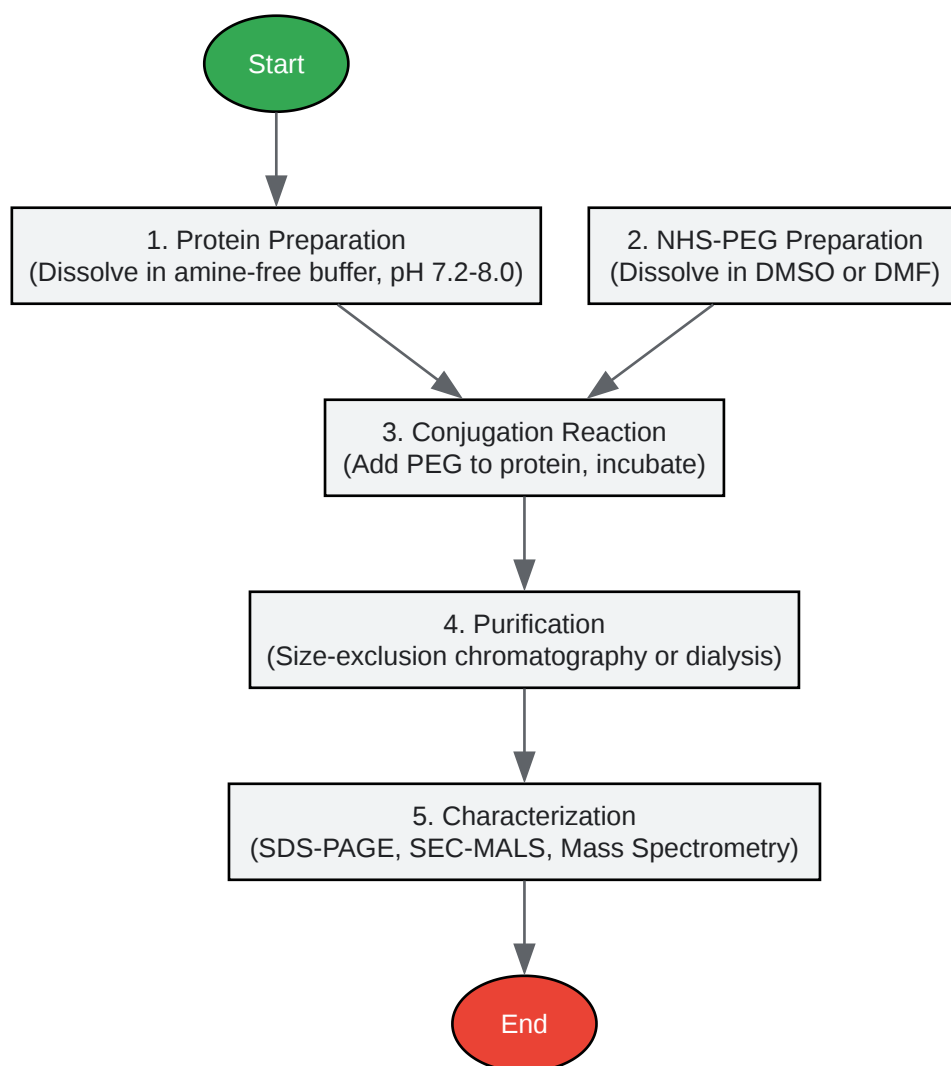 Start
1. Protein Preparation
(Dissolve in amine-free buffer, pH 7.2-8.0)
2. NHS-PEG Preparation
(Dissolve in DMSO or DMF)
3. Conjugation Reaction
(Add PEG to protein, incubate)
4. Purification
(Size-exclusion chromatography or dialysis)
5. Characterization
(SDS-PAGE, SEC-MALS, Mass Spectrometry)
End